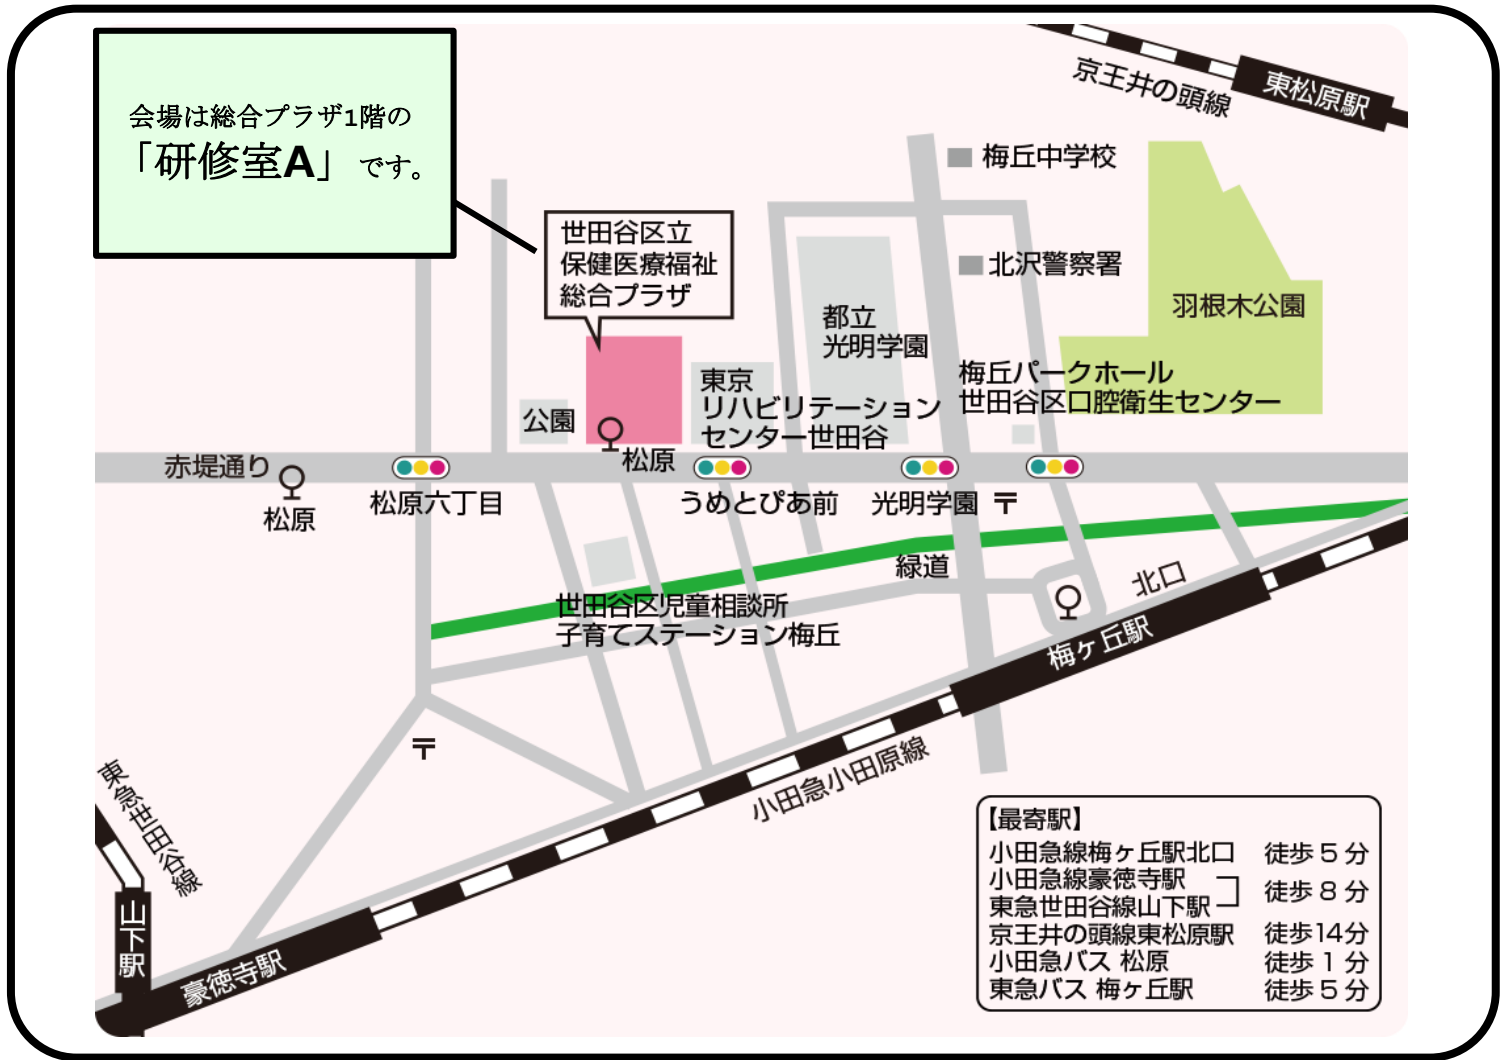 会場は総合プラザ1階の
「研修室A」です。
京王井の頭線
東松原駅
梅丘中学校
世田谷区立
保健医療福祉
総合プラザ
北沢警察署
羽根木公園
都立
光明学園
東京
リハビリテーション
センター世田谷
梅丘パークホール
世田谷区口腔衛生センター
公園
松原
赤堤通り
松原
松原六丁目
うめとぴあ前
光明学園
〒
緑道
北口
世田谷区児童相談所
子育てステーション梅丘
梅ヶ丘駅
〒
小田急小田原線
東急世田谷線
山下駅
豪徳寺駅
【最寄駅】
小田急線梅ヶ丘駅北口 徒歩5分
小田急線豪徳寺駅
東急世田谷線山下駅 徒歩8分
京王井の頭線東松原駅 徒歩14分
小田急バス 松原 徒歩1分
東急バス 梅ヶ丘駅 徒歩5分